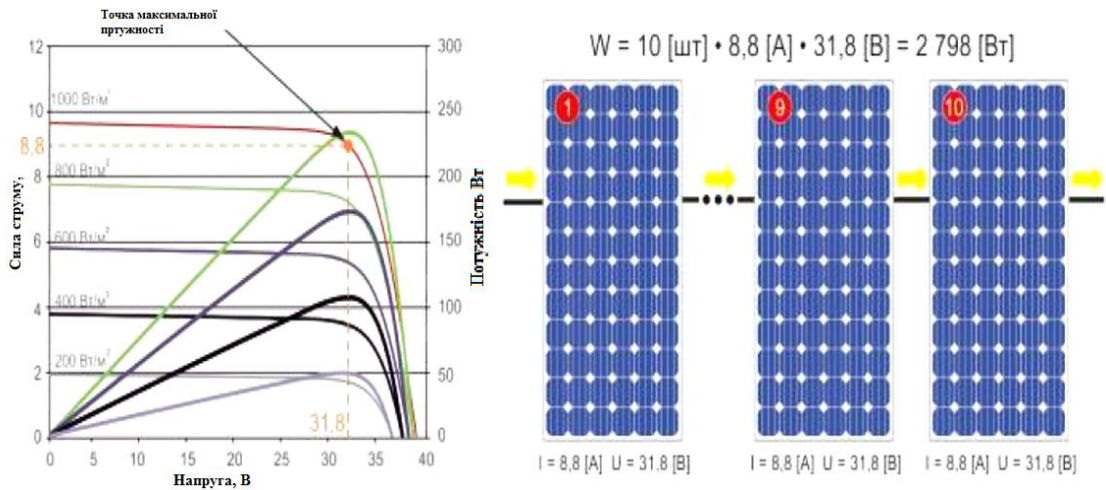 Точка максимальної
пртужності
12
10
8,8
8
6
4
2
0
Сила струму,
300
250
200
150
100
50
0
Потужність Вт
1000 Вт/м²
800 Вт/м²
600 Вт/м²
400 Вт/м²
200 Вт/м²
31,8
0 5 10 15 20 25 30 35 40
Напруга, В
W = 10 [шт] • 8,8 [A] • 31,8 [B] = 2 798 [Вт]
1
9
10
I = 8,8 [A] U = 31,8 [B]
I = 8,8 [A] U = 31,8 [B]
I = 8,8 [A] U = 31,8 [B]